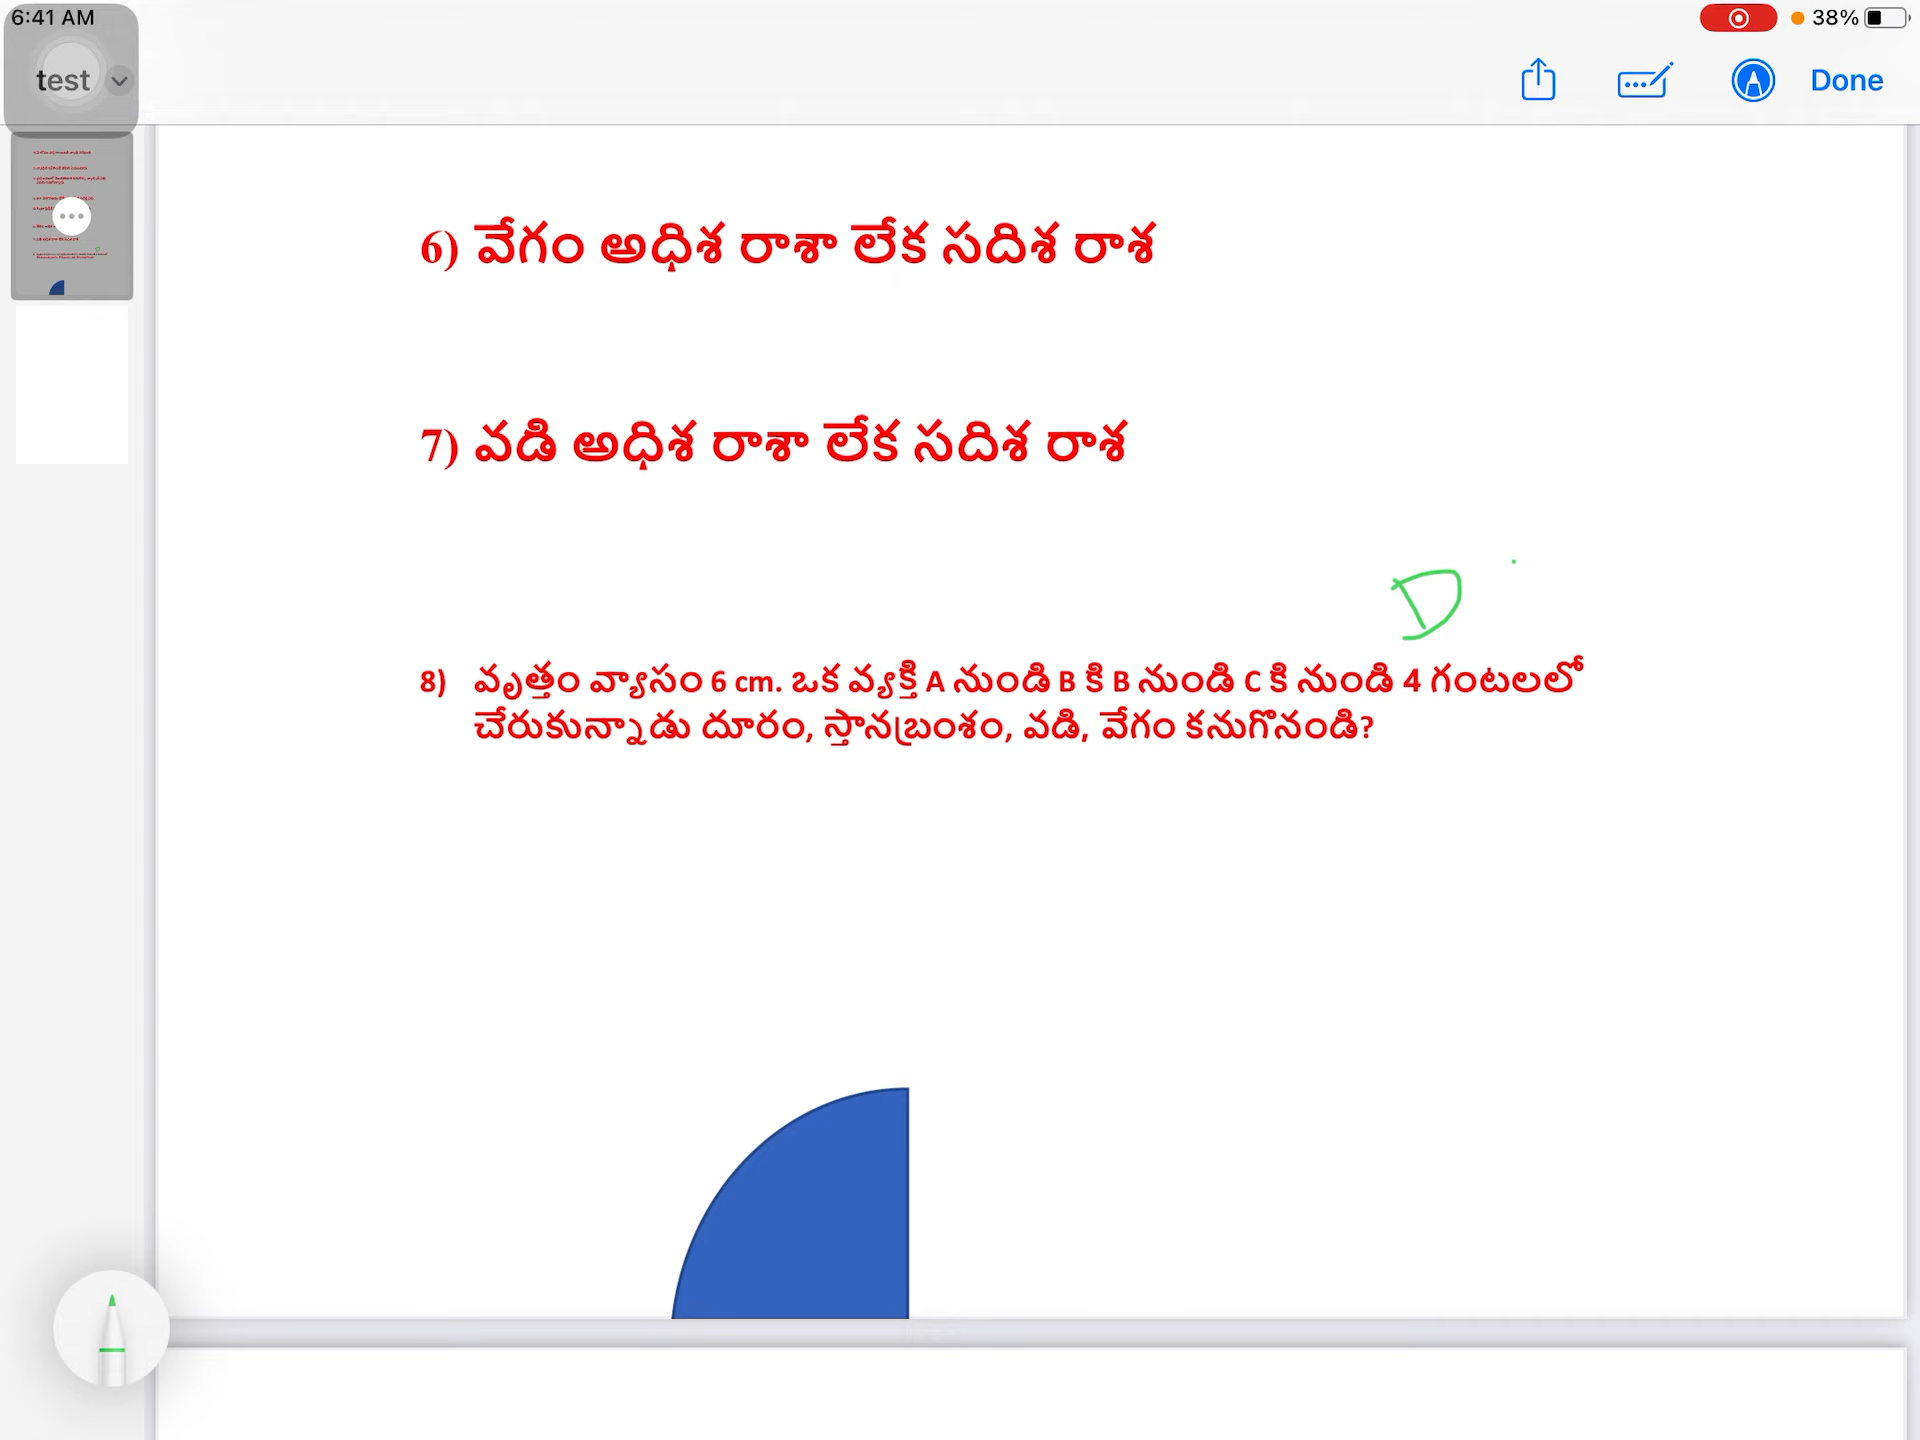 6:41 AM
38%
test
Done
6) వేగం అధిశ రాశా లేక సదిశ రాశ
7) వడి అధిశ రాశా లేక సదిశ రాశ
D
8) వృత్తం వ్యాసం 6 cm. ఒక వ్యక్తి A నుండి B కి B నుండి C కి నుండి 4 గంటలలో
చేరుకున్నాడు దూరం, స్తానబ్రంశం, వడి, వేగం కనుగొనండి?